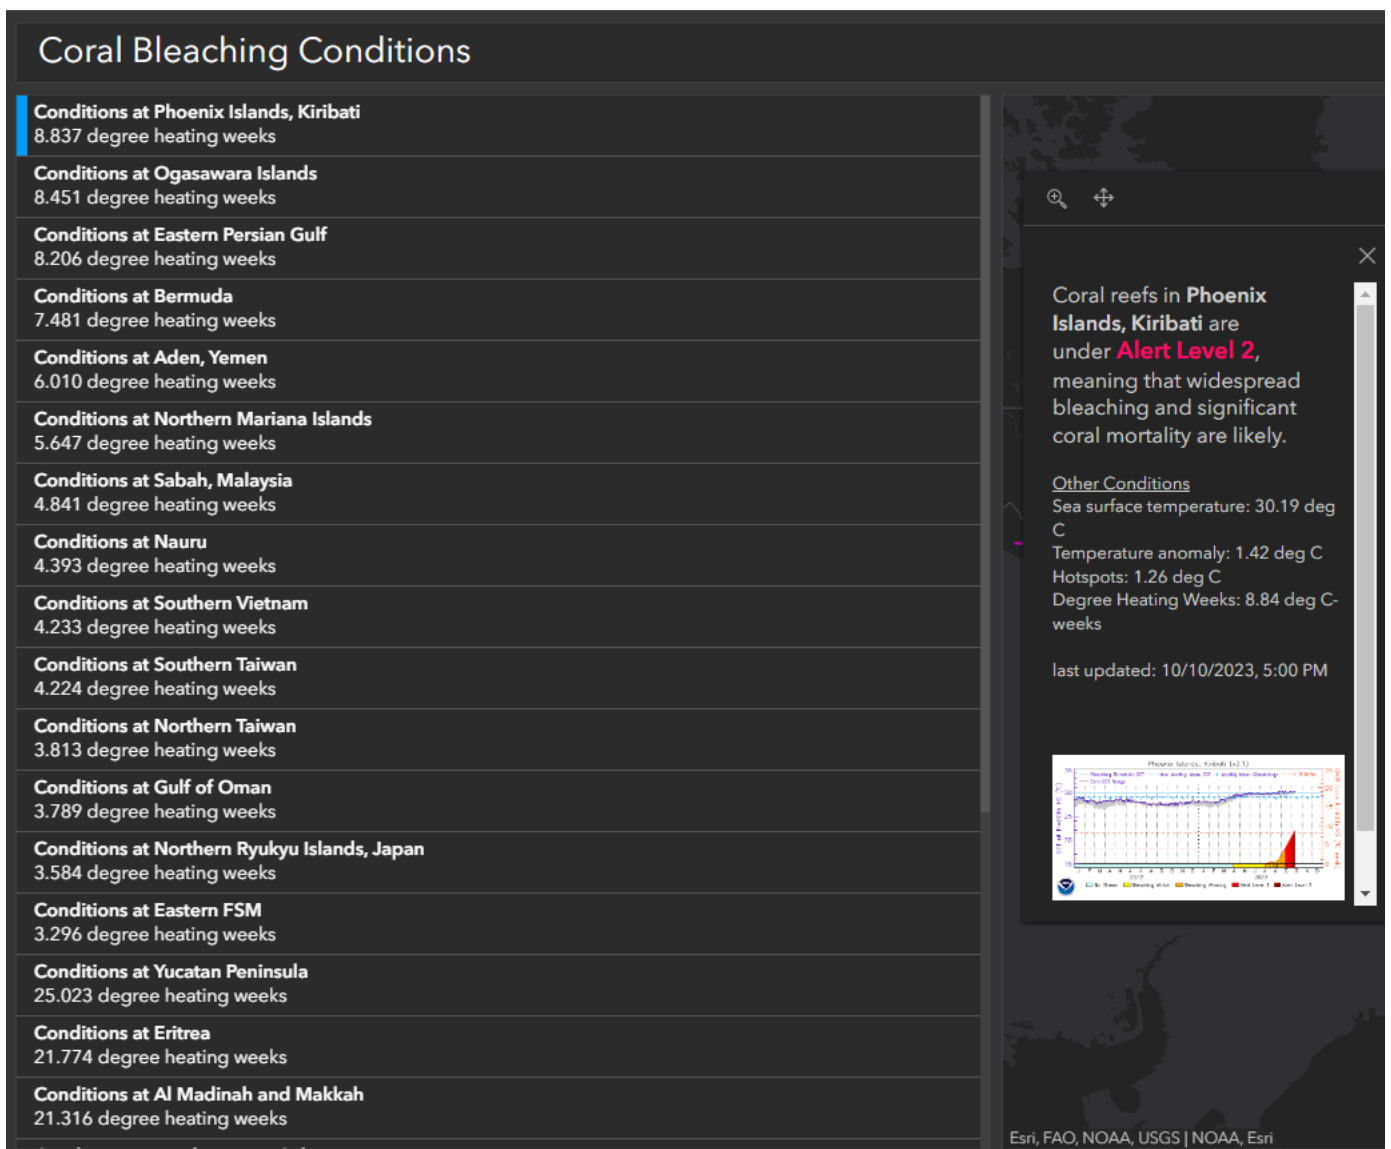 Coral Bleaching Conditions
Conditions at Phoenix Islands, Kiribati
8.837 degree heating weeks
Conditions at Ogasawara Islands
8.451 degree heating weeks
Conditions at Eastern Persian Gulf
8.206 degree heating weeks
Conditions at Bermuda
7.481 degree heating weeks
Conditions at Aden, Yemen
6.010 degree heating weeks
Conditions at Northern Mariana Islands
5.647 degree heating weeks
Conditions at Sabah, Malaysia
4.841 degree heating weeks
Conditions at Nauru
4.393 degree heating weeks
Conditions at Southern Vietnam
4.233 degree heating weeks
Conditions at Southern Taiwan
4.224 degree heating weeks
Conditions at Northern Taiwan
3.813 degree heating weeks
Conditions at Gulf of Oman
3.789 degree heating weeks
Conditions at Northern Ryukyu Islands, Japan
3.584 degree heating weeks
Conditions at Eastern FSM
3.296 degree heating weeks
Conditions at Yucatan Peninsula
25.023 degree heating weeks
Conditions at Eritrea
21.774 degree heating weeks
Conditions at Al Madinah and Makkah
21.316 degree heating weeks
Coral reefs in Phoenix
Islands, Kiribati are
under Alert Level 2,
meaning that widespread
bleaching and significant
coral mortality are likely.
Other Conditions
Sea surface temperature: 30.19 deg
C
Temperature anomaly: 1.42 deg C
Hotspots: 1.26 deg C
Degree Heating Weeks: 8.84 deg C-
weeks
last updated: 10/10/2023, 5:00 PM
Phoenix Islands, Kiribati (v3.1)
Esri, FAO, NOAA, USGS | NOAA, Esri